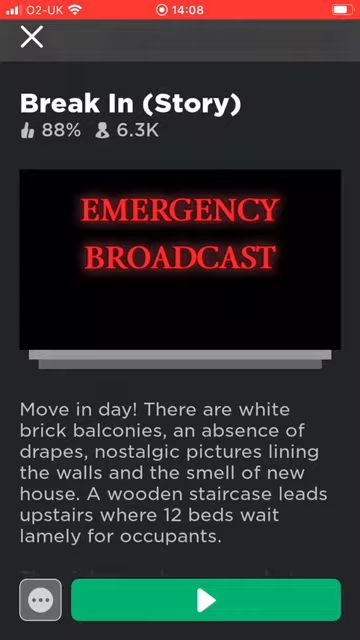 O2-UK 14:08
Break In (Story)
88% 6.3K
EMERGENCY
BROADCAST
Move in day! There are white
brick balconies, an absence of
drapes, nostalgic pictures lining
the walls and the smell of new
house. A wooden staircase leads
upstairs where 12 beds wait
lamely for occupants.